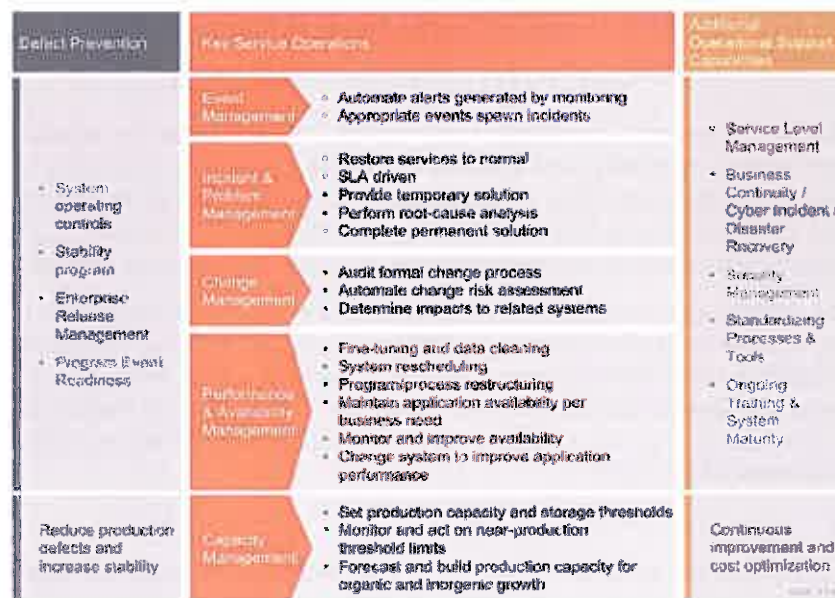 Defect Prevention
System
operating
controls
Stability
program
Enterprise
Release
Management
Program Event
Readiness
Reduce production
defects and
increase stability
Key Service Operations
Event
Management
• Automate alerts generated by monitoring
• Appropriate events spawn incidents
Incident &
Problem
Management
• Restore services to normal
• SLA driven
• Provide temporary solution
• Perform root-cause analysis
• Complete permanent solution
Change
Management
• Audit formal change process
• Automate change risk assessment
• Determine impacts to related systems
Performance
& Availability
Management
• Fine-tuning and data cleaning
• System rescheduling
• Program/process restructuring
• Maintain application availability per
business need
• Monitor and improve availability
• Change system to improve application
performance
Capacity
Management
• Set production capacity and storage thresholds
• Monitor and act on near-production
threshold limits
• Forecast and build production capacity for
organic and inorganic growth
Additional
Operational Support
Capabilities
• Service Level
Management
• Business
Continuity /
Cyber Incident /
Disaster
Recovery
• Security
Management
• Standardizing
Processes &
Tools
• Ongoing
Training &
System
Maturity
Continuous
improvement and
cost optimization